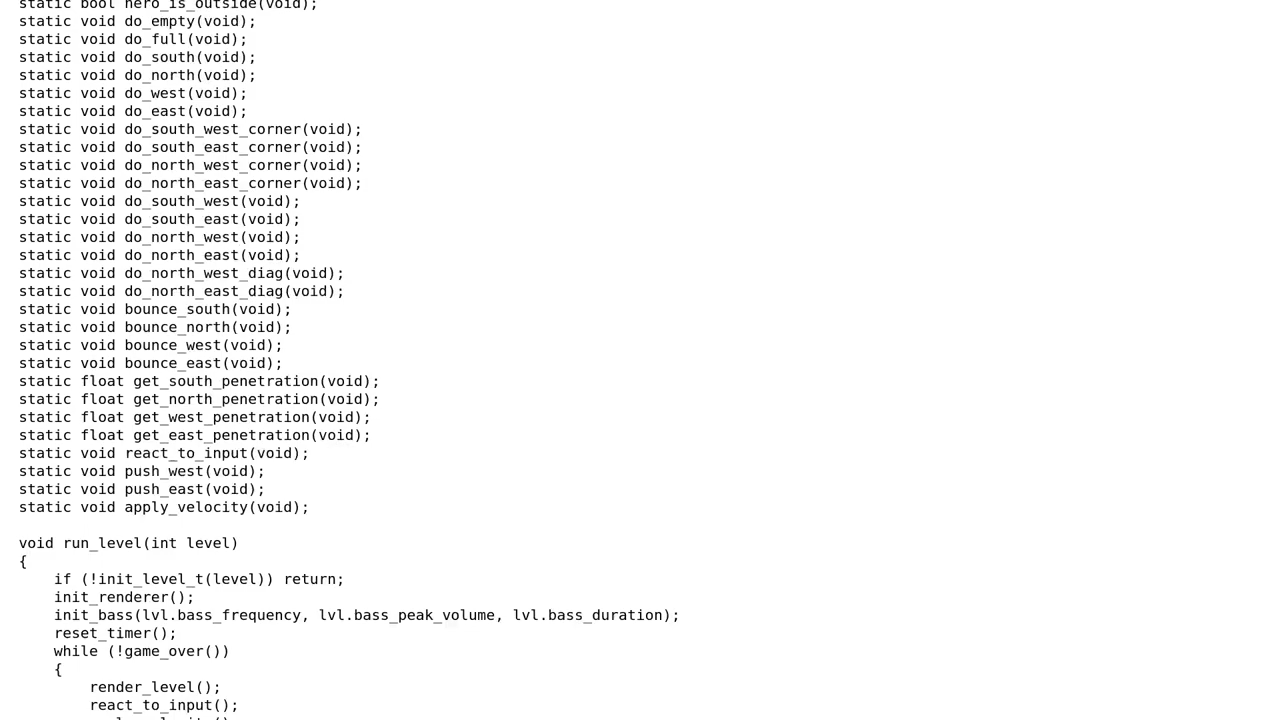 static bool hero_is_outside(void);
static void do_empty(void);
static void do_full(void);
static void do_south(void);
static void do_north(void);
static void do_west(void);
static void do_east(void);
static void do_south_west_corner(void);
static void do_south_east_corner(void);
static void do_north_west_corner(void);
static void do_north_east_corner(void);
static void do_south_west(void);
static void do_south_east(void);
static void do_north_west(void);
static void do_north_east(void);
static void do_north_west_diag(void);
static void do_north_east_diag(void);
static void bounce_south(void);
static void bounce_north(void);
static void bounce_west(void);
static void bounce_east(void);
static float get_south_penetration(void);
static float get_north_penetration(void);
static float get_west_penetration(void);
static float get_east_penetration(void);
static void react_to_input(void);
static void push_west(void);
static void push_east(void);
static void apply_velocity(void);

void run_level(int level)
{
    if (!init_level_t(level)) return;
    init_renderer();
    init_bass(lvl.bass_frequency, lvl.bass_peak_volume, lvl.bass_duration);
    reset_timer();
    while (!game_over())
    {
        render_level();
        react_to_input();